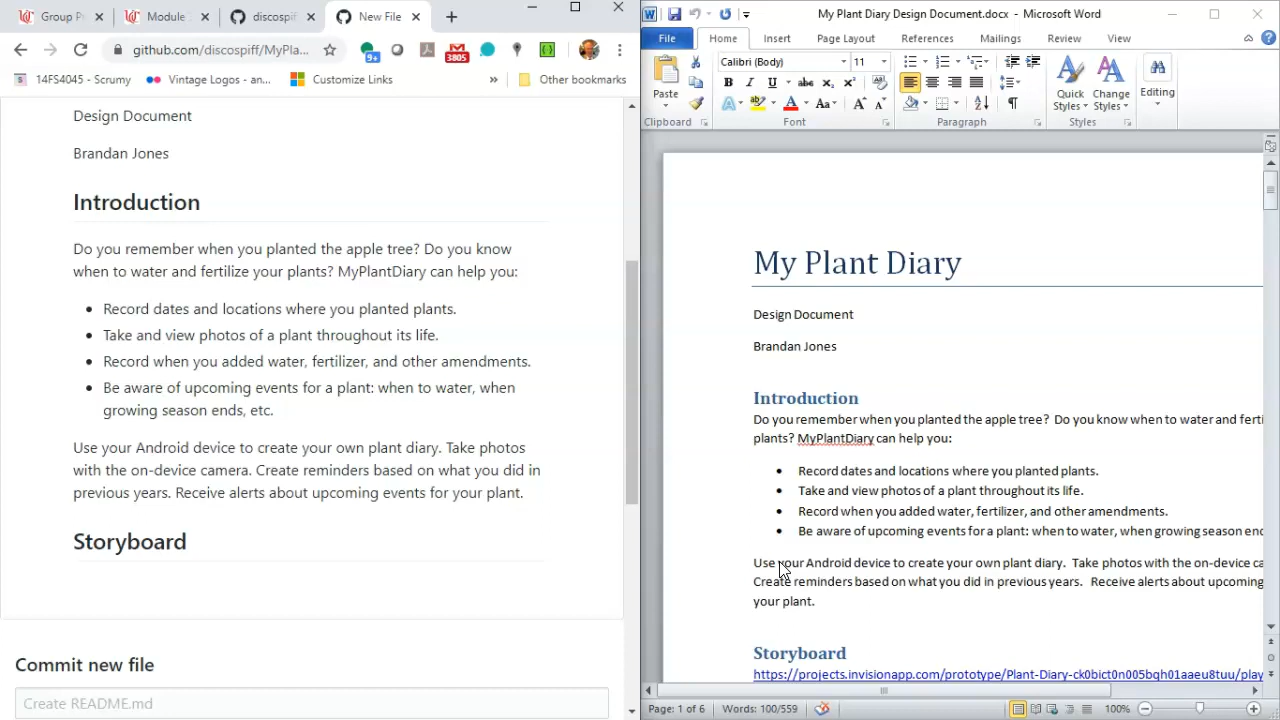 Group P
Module
discospif
New File
github.com/discospiff/MyPla...
9+
3805
14FS4045 - Scrumy
Vintage Logos - an...
Customize Links
»
Other bookmarks
Design Document
Brandan Jones
Introduction
Do you remember when you planted the apple tree? Do you know
when to water and fertilize your plants? MyPlantDiary can help you:
• Record dates and locations where you planted plants.
• Take and view photos of a plant throughout its life.
• Record when you added water, fertilizer, and other amendments.
• Be aware of upcoming events for a plant: when to water, when
growing season ends, etc.
Use your Android device to create your own plant diary. Take photos
with the on-device camera. Create reminders based on what you did in
previous years. Receive alerts about upcoming events for your plant.
Storyboard
Commit new file
Create README.md
My Plant Diary Design Document.docx - Microsoft Word
File Home Insert Page Layout References Mailings Review View
Calibri (Body) 11
Paste
Quick Styles
Change Styles
Editing
Clipboard Font Paragraph Styles
My Plant Diary
Design Document
Brandan Jones
Introduction
Do you remember when you planted the apple tree? Do you know when to water and ferti
plants? MyPlantDiary can help you:
• Record dates and locations where you planted plants.
• Take and view photos of a plant throughout its life.
• Record when you added water, fertilizer, and other amendments.
• Be aware of upcoming events for a plant: when to water, when growing season end
Use your Android device to create your own plant diary. Take photos with the on-device ca
Create reminders based on what you did in previous years. Receive alerts about upcoming
your plant.
Storyboard
https://projects.invisionapp.com/prototype/Plant-Diary-ck0bict0n005bqh01aaeu8tuu/play
Page: 1 of 6 Words: 100/559 100%